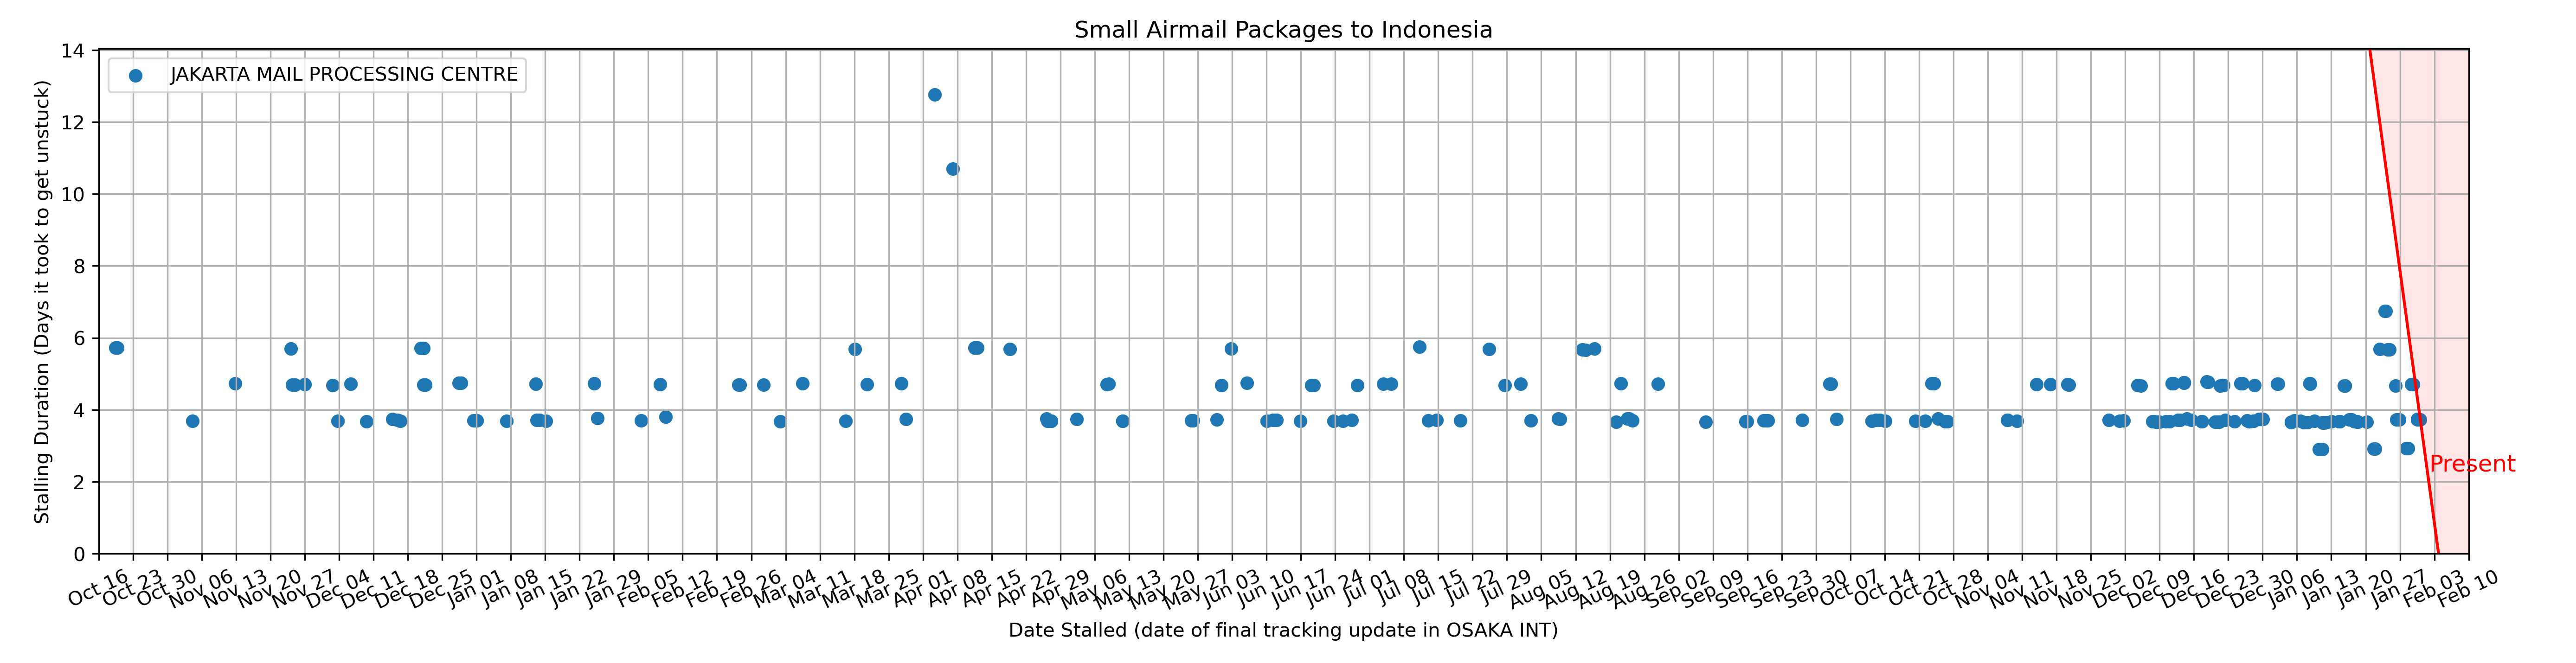 Small Airmail Packages to Indonesia
JAKARTA MAIL PROCESSING CENTRE
Stalling Duration (Days it took to get unstuck)
14
12
10
8
6
4
2
0
Present
Oct 16
Oct 23
Oct 30
Nov 06
Nov 13
Nov 20
Nov 27
Dec 04
Dec 11
Dec 18
Dec 25
Jan 01
Jan 08
Jan 15
Jan 22
Jan 29
Feb 05
Feb 12
Feb 19
Feb 26
Mar 04
Mar 11
Mar 18
Mar 25
Apr 01
Apr 08
Apr 15
Apr 22
Apr 29
May 06
May 13
May 20
May 27
Jun 03
Jun 10
Jun 17
Jun 24
Jul 01
Jul 08
Jul 15
Jul 22
Jul 29
Aug 05
Aug 12
Aug 19
Aug 26
Sep 02
Sep 09
Sep 16
Sep 23
Sep 30
Oct 07
Oct 14
Oct 21
Oct 28
Nov 04
Nov 11
Nov 18
Nov 25
Dec 02
Dec 09
Dec 16
Dec 23
Dec 30
Jan 06
Jan 13
Jan 20
Jan 27
Feb 03
Feb 10
Date Stalled (date of final tracking update in OSAKA INT)